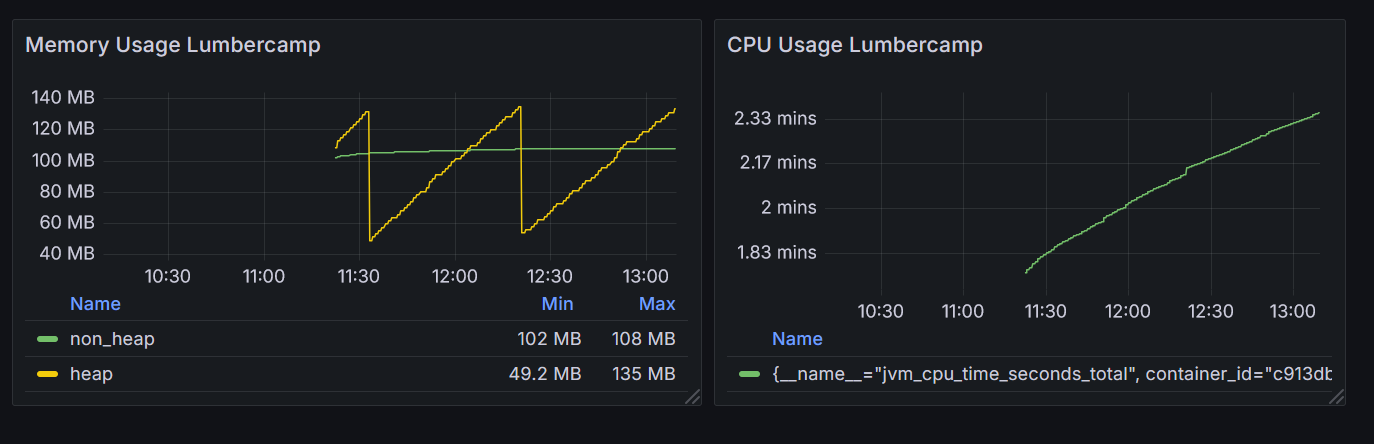 Memory Usage Lumbercamp
140 MB
120 MB
100 MB
80 MB
60 MB
40 MB
10:30 11:00 11:30 12:00 12:30 13:00
Name Min Max
non_heap 102 MB 108 MB
heap 49.2 MB 135 MB
CPU Usage Lumbercamp
2.33 mins
2.17 mins
2 mins
1.83 mins
10:30 11:00 11:30 12:00 12:30 13:00
Name
{__name__="jvm_cpu_time_seconds_total", container_id="c913db